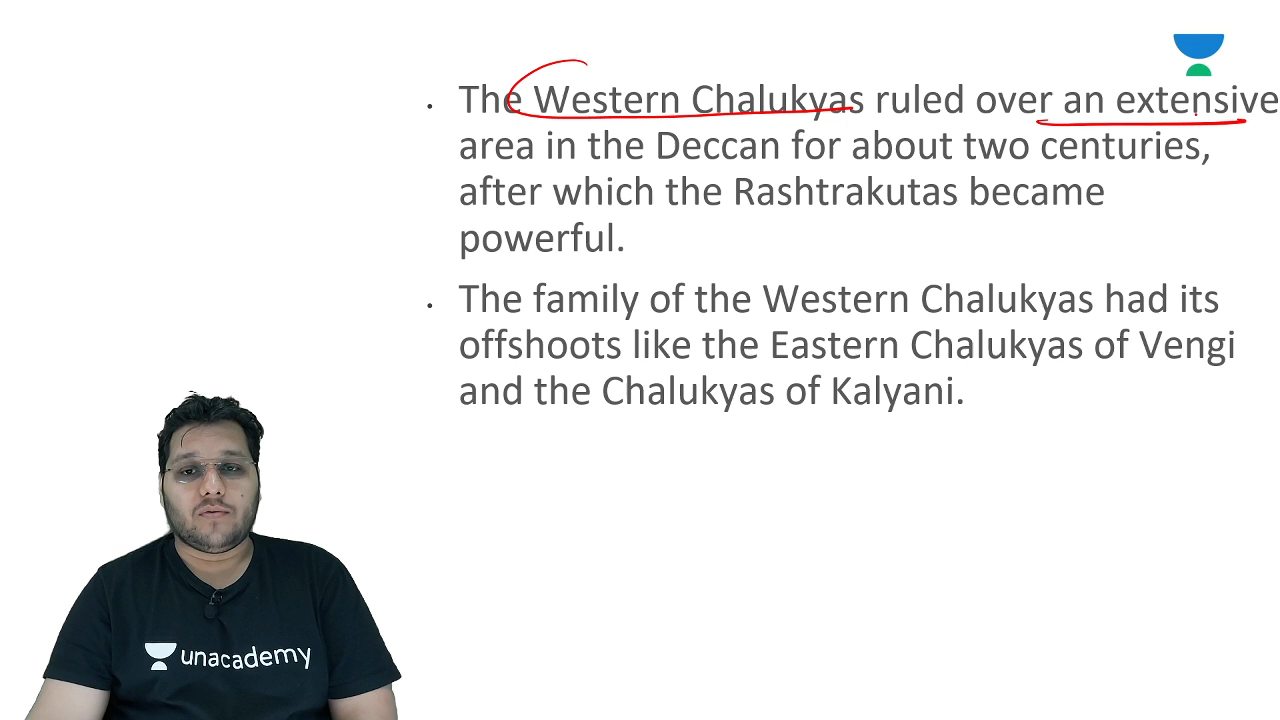 The Western Chalukyas ruled over an extensive
area in the Deccan for about two centuries,
after which the Rashtrakutas became
powerful.
The family of the Western Chalukyas had its
offshoots like the Eastern Chalukyas of Vengi
and the Chalukyas of Kalyani.
unacademy